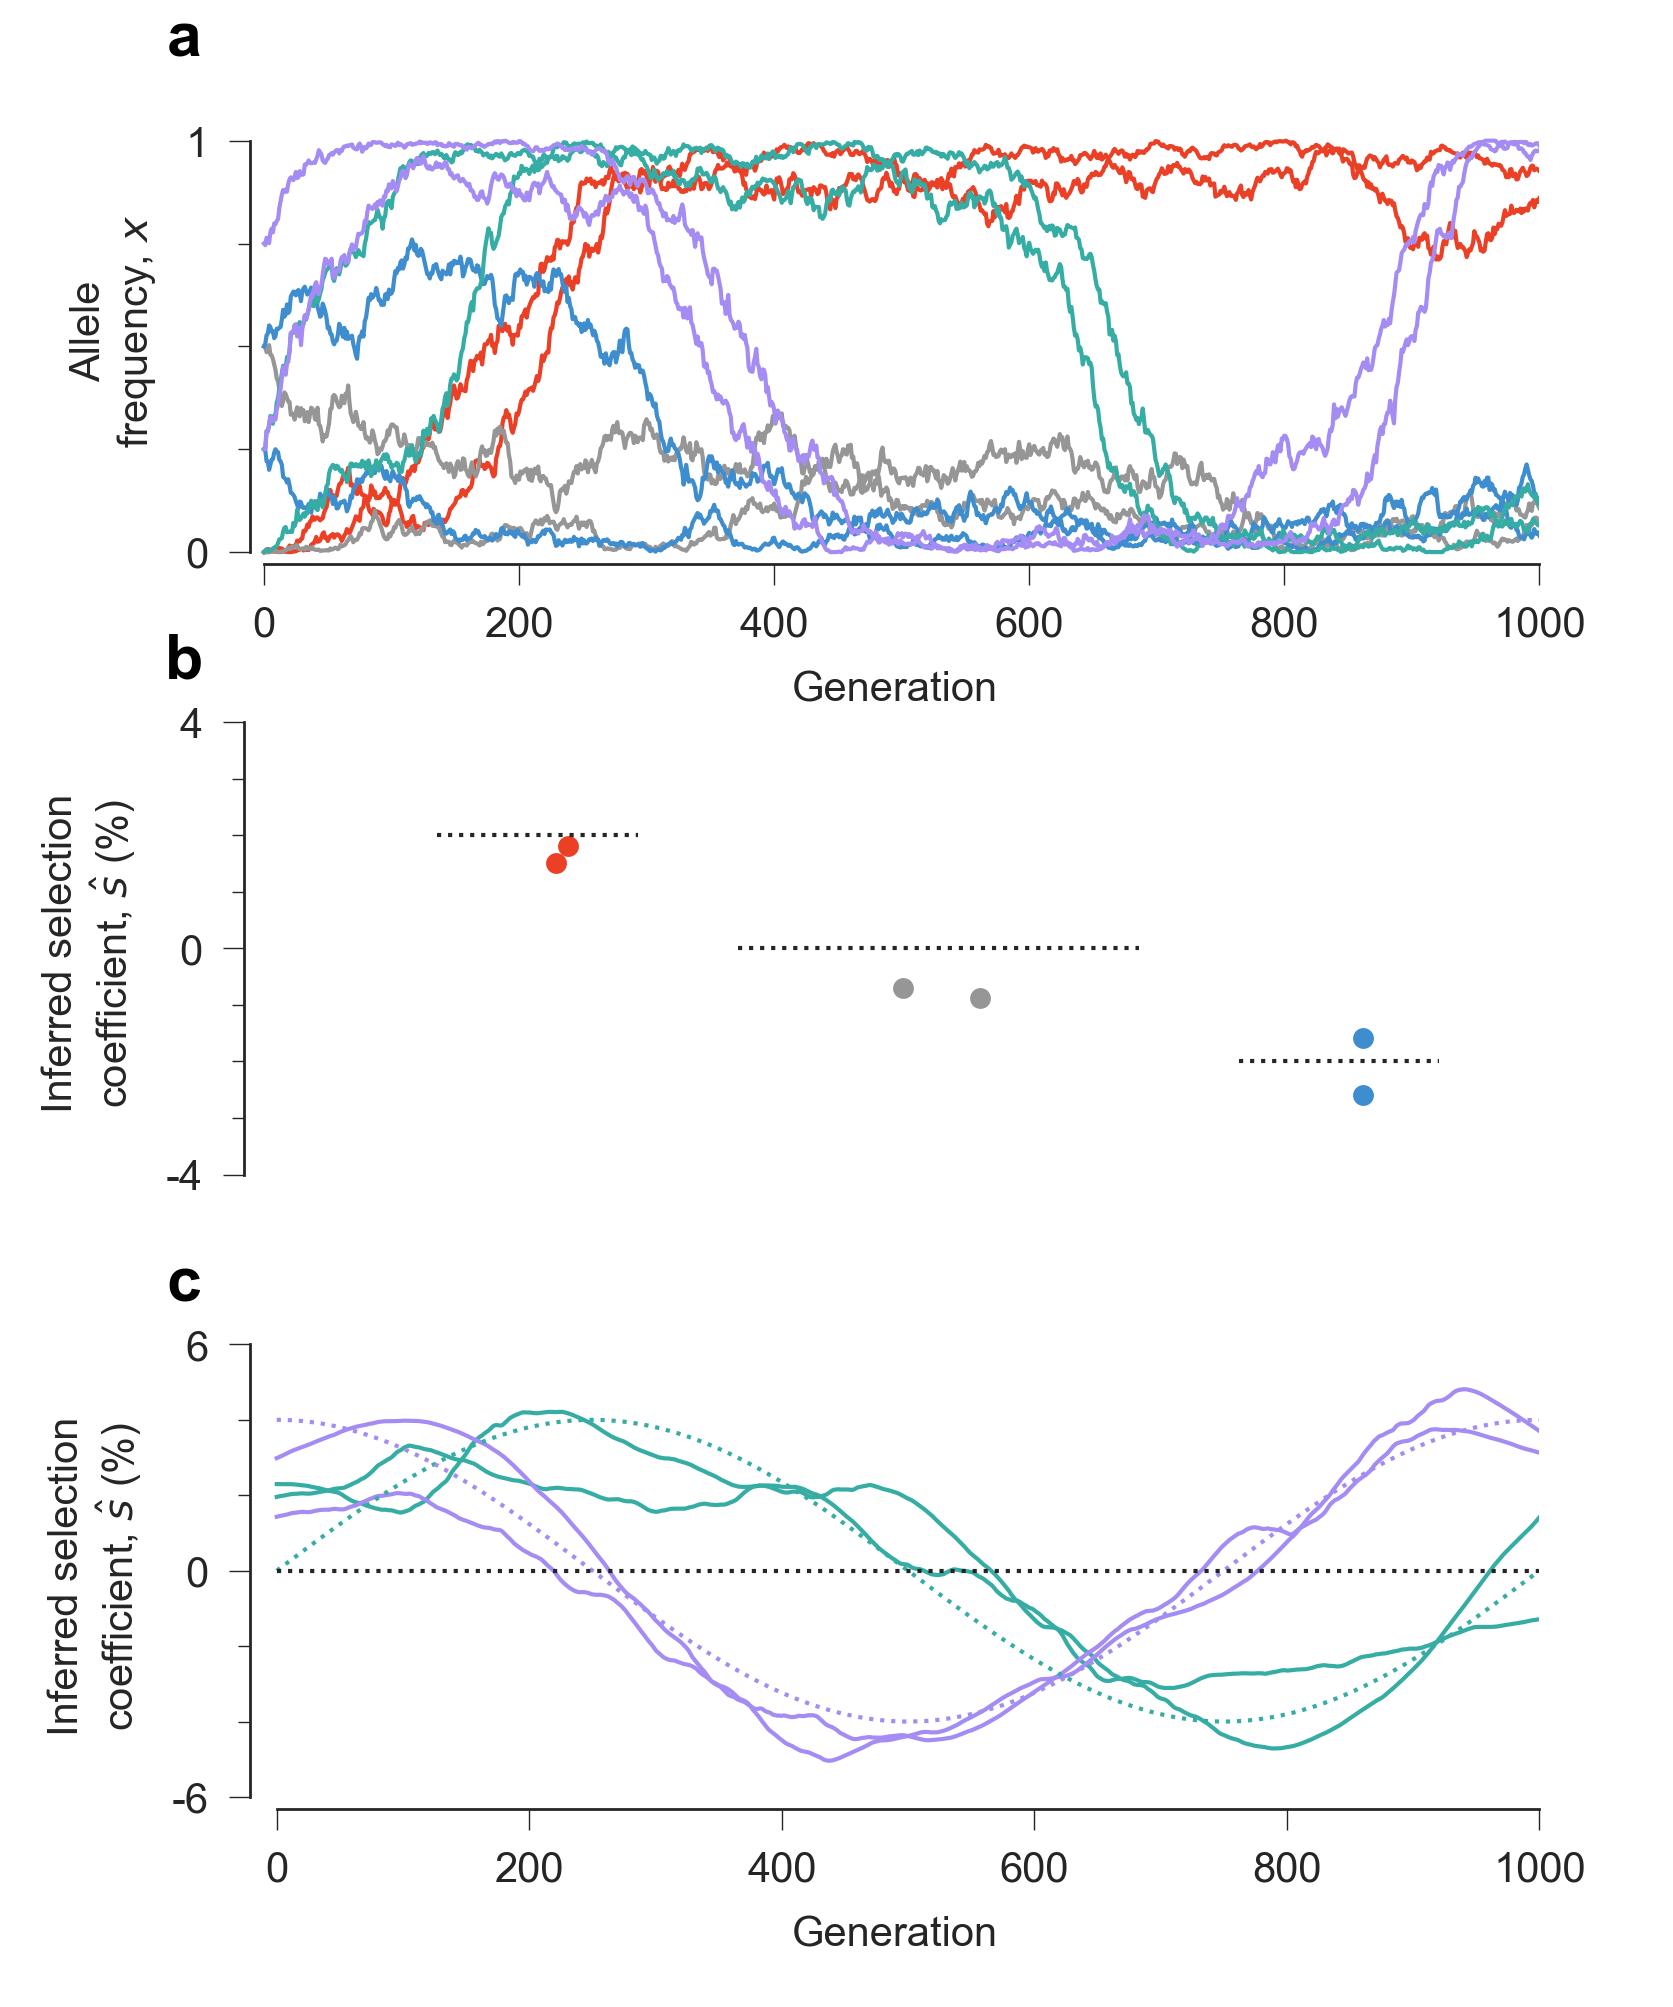 a
1
0
Allele
frequency, x
0 200 400 600 800 1000
Generation
b
4
0
-4
Inferred selection
coefficient, ŝ (%)
c
6
0
-6
Inferred selection
coefficient, ŝ (%)
0 200 400 600 800 1000
Generation